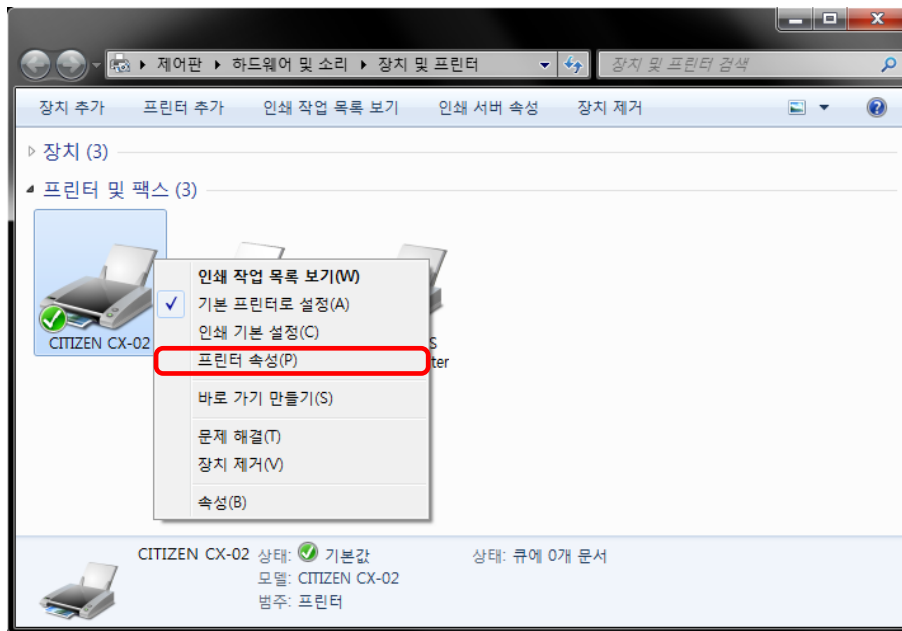 제어판 ▸ 하드웨어 및 소리 ▸ 장치 및 프린터
장치 및 프린터 검색
장치 추가 프린터 추가 인쇄 작업 목록 보기 인쇄 서버 속성 장치 제거
장치 (3)
프린터 및 팩스 (3)
CITIZEN CX-02
인쇄 작업 목록 보기(W)
기본 프린터로 설정(A)
인쇄 기본 설정(C)
프린터 속성(P)
바로 가기 만들기(S)
문제 해결(T)
장치 제거(V)
속성(B)
S
ter
CITIZEN CX-02 상태: 기본값 상태: 큐에 0개 문서
모델: CITIZEN CX-02
범주: 프린터